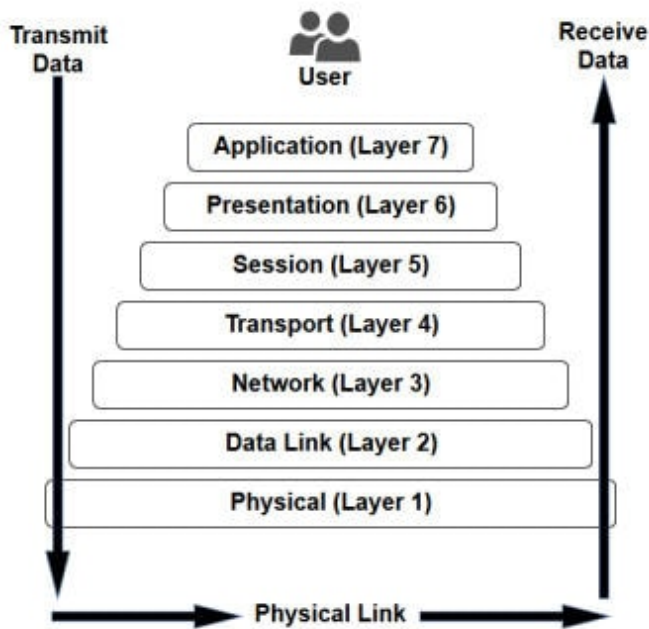 Transmit
Data
User
Receive
Data
Application (Layer 7)
Presentation (Layer 6)
Session (Layer 5)
Transport (Layer 4)
Network (Layer 3)
Data Link (Layer 2)
Physical (Layer 1)
Physical Link